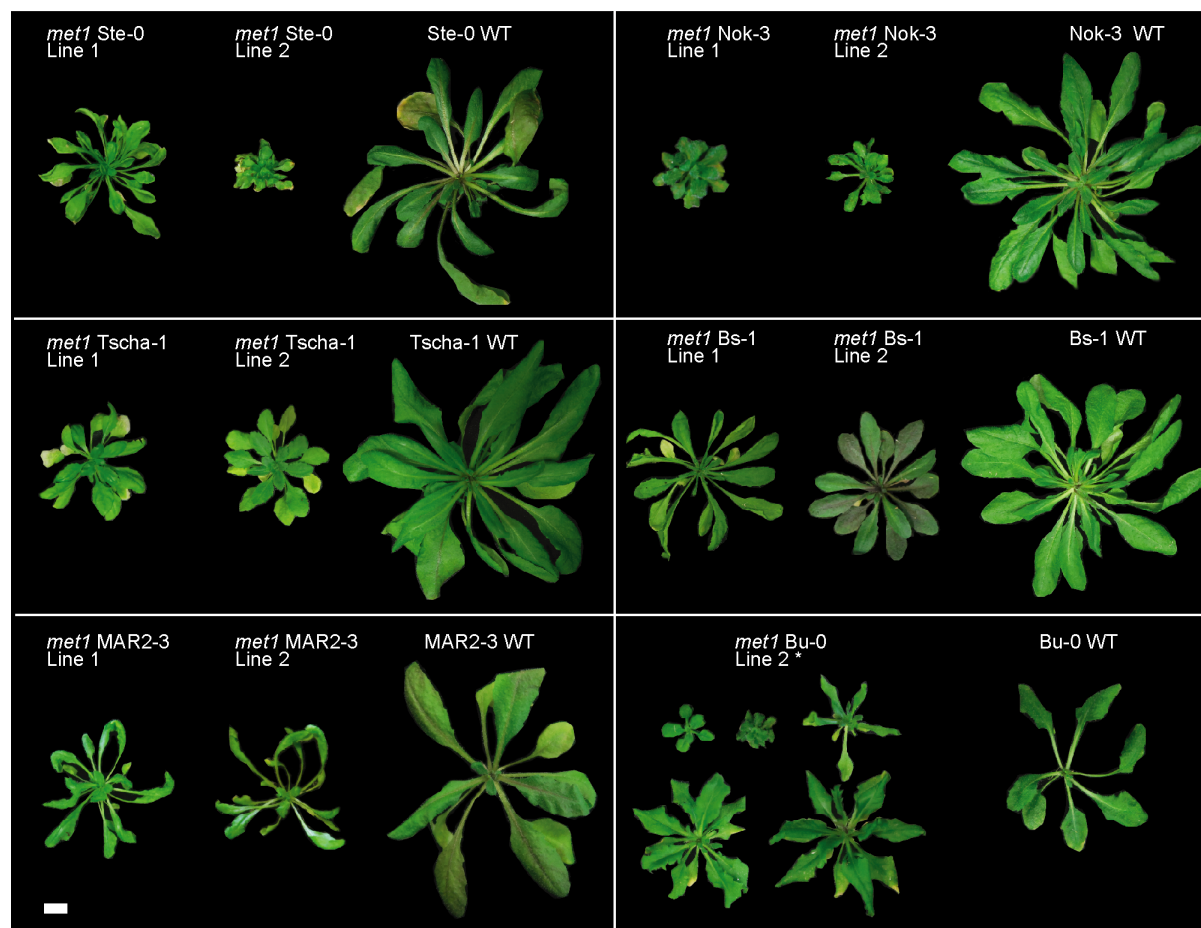 met1 Ste-0
Line 1
met1 Ste-0
Line 2
Ste-0 WT
met1 Nok-3
Line 1
met1 Nok-3
Line 2
Nok-3 WT
met1 Tscha-1
Line 1
met1 Tscha-1
Line 2
Tscha-1 WT
met1 Bs-1
Line 1
met1 Bs-1
Line 2
Bs-1 WT
met1 MAR2-3
Line 1
met1 MAR2-3
Line 2
MAR2-3 WT
met1 Bu-0
Line 2 *
Bu-0 WT